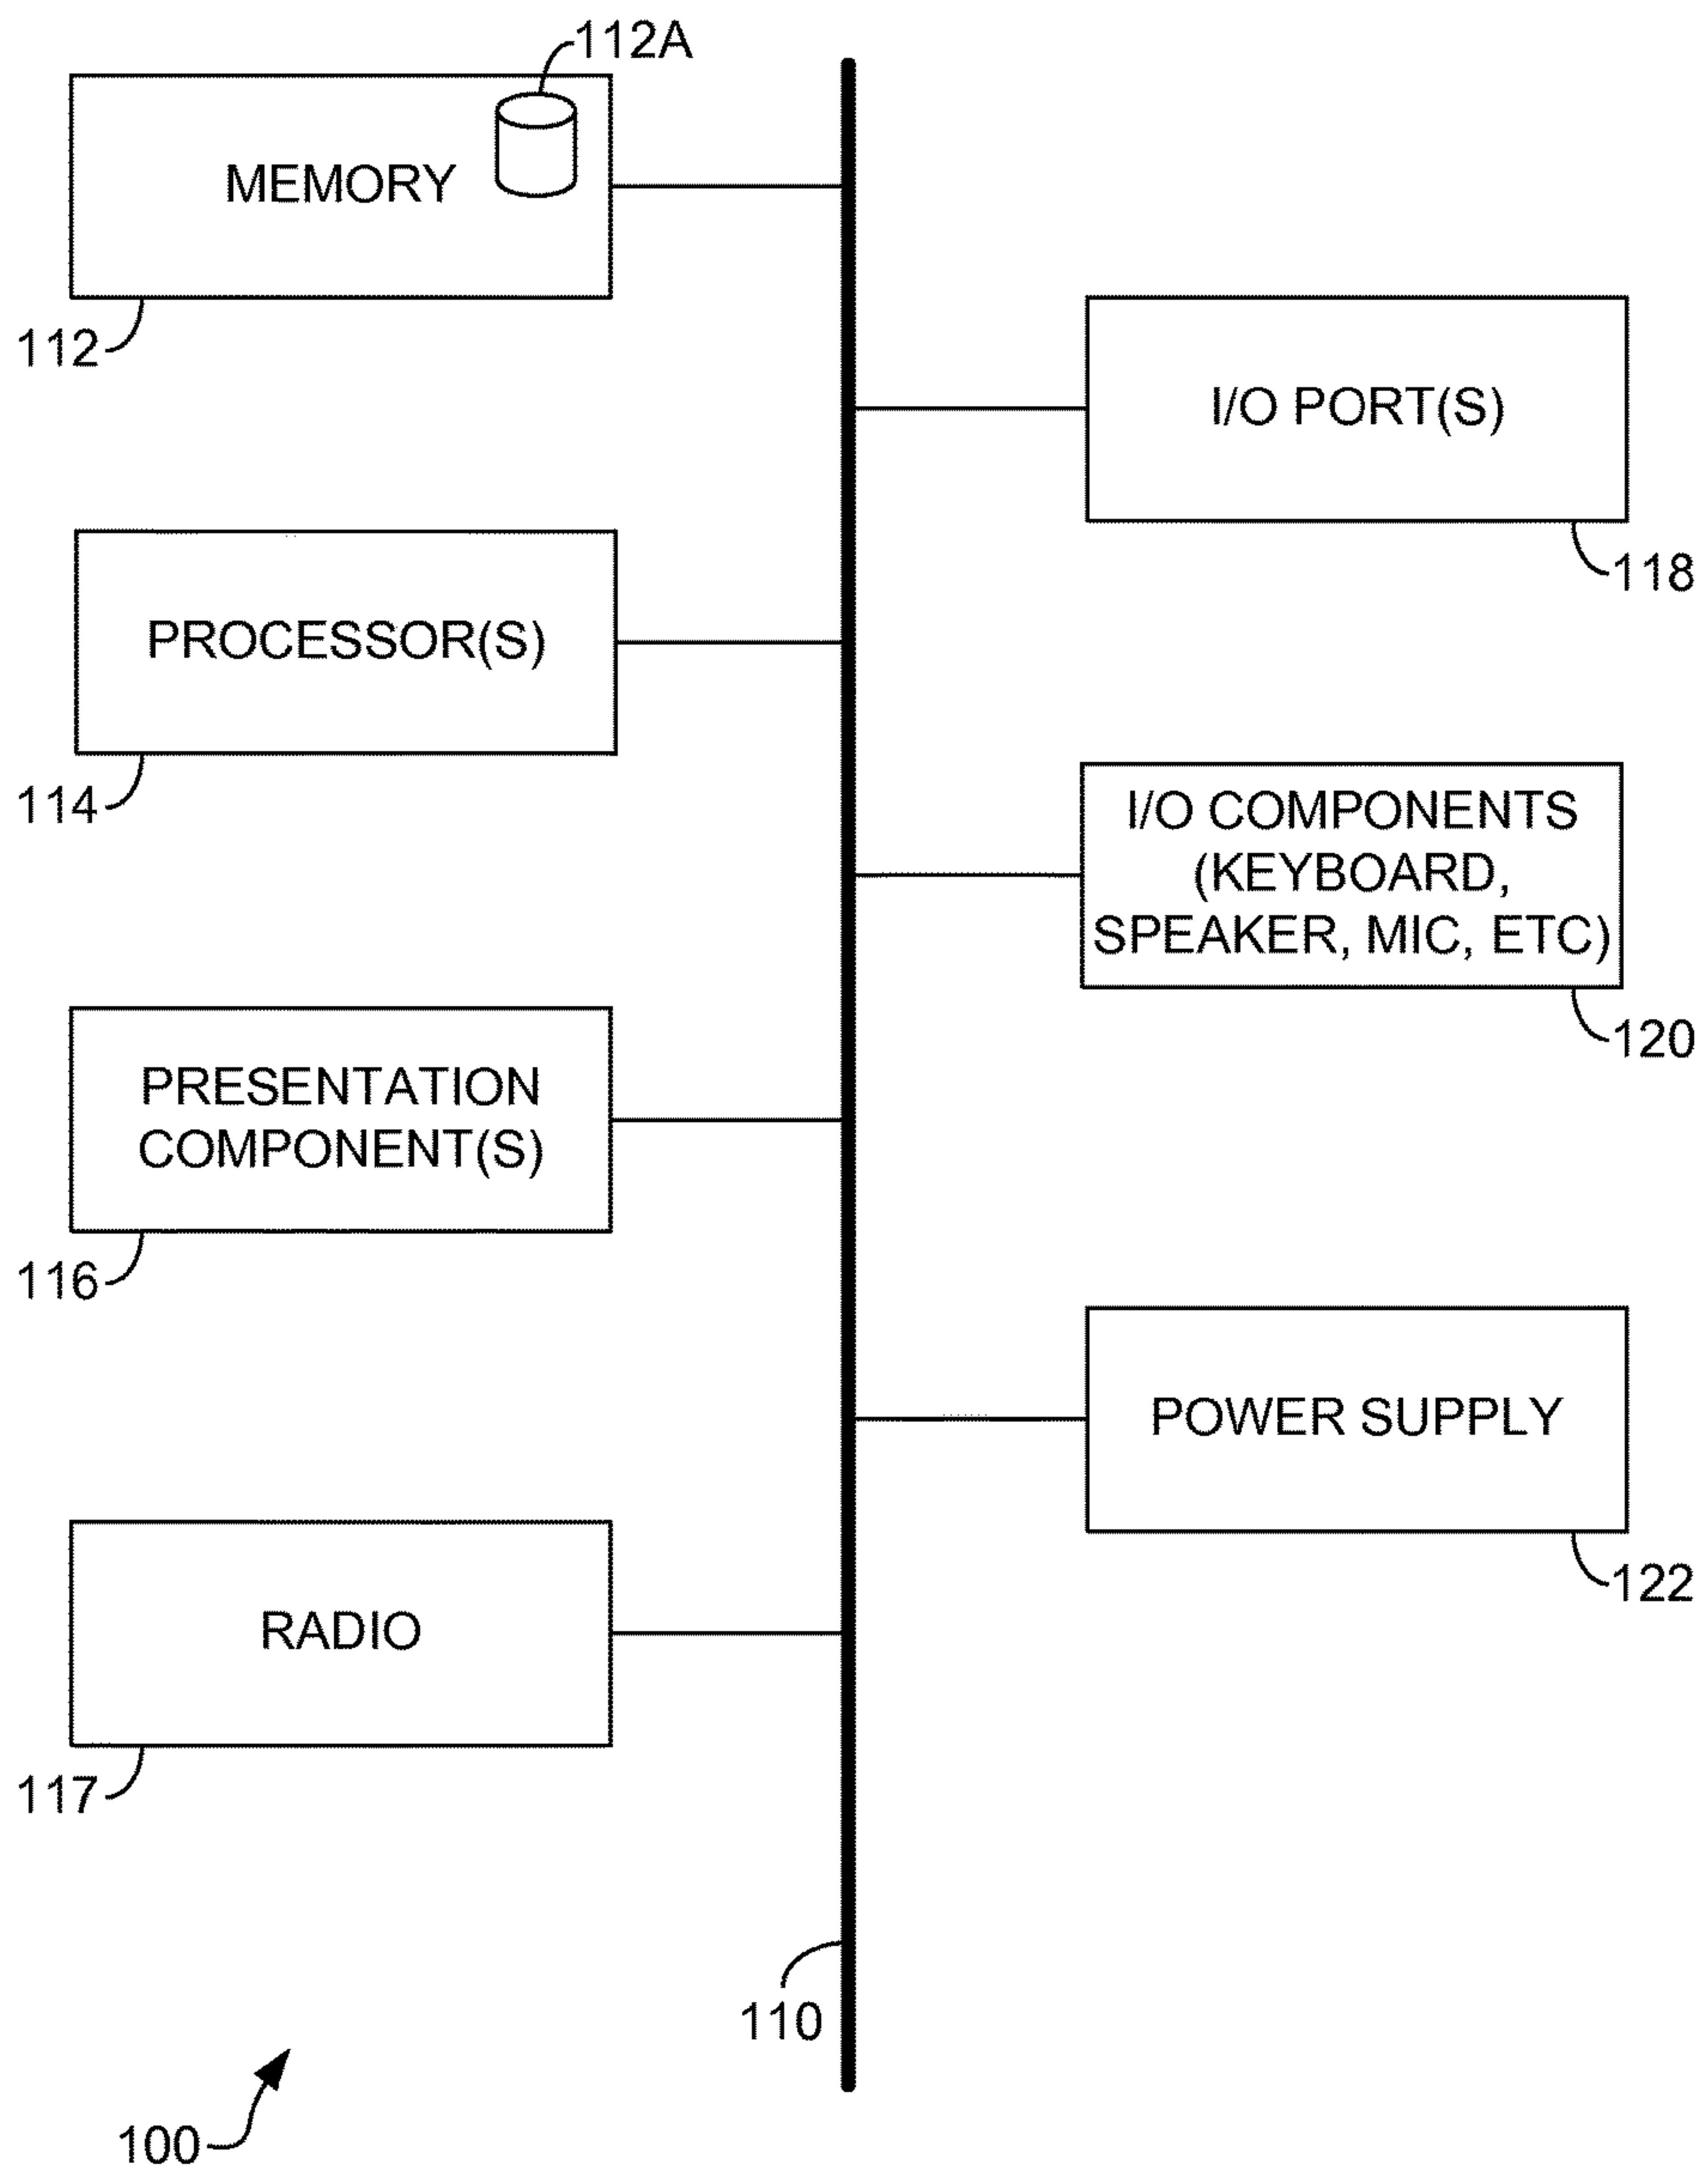 112A
MEMORY
112
I/O PORT(S)
118
PROCESSOR(S)
114
I/O COMPONENTS
(KEYBOARD,
SPEAKER, MIC, ETC)
120
PRESENTATION
COMPONENT(S)
116
POWER SUPPLY
122
RADIO
117
110
100